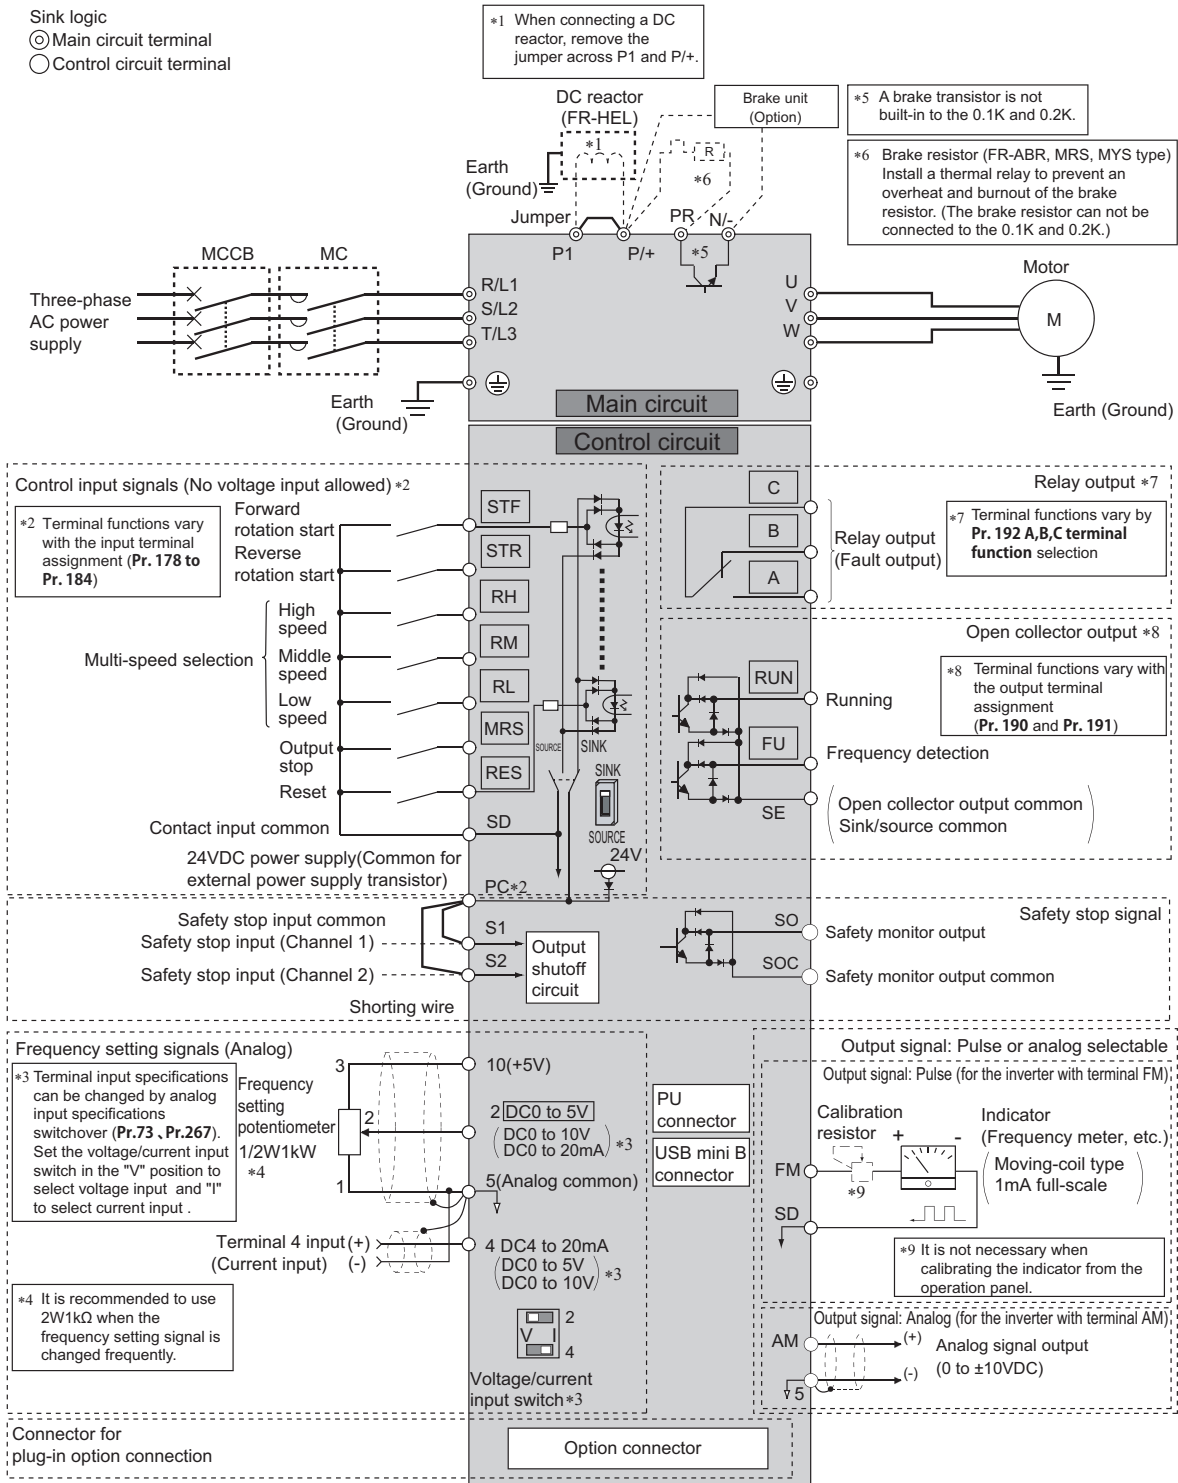 Sink logic
Main circuit terminal
Control circuit terminal
*1 When connecting a DC
reactor, remove the
jumper across P1 and P/+.
DC reactor
(FR-HEL)
*1
Brake unit
(Option)
*5 A brake transistor is not
built-in to the 0.1K and 0.2K.
*6 Brake resistor (FR-ABR, MRS, MYS type)
Install a thermal relay to prevent an
overheat and burnout of the brake
resistor. (The brake resistor can not be
connected to the 0.1K and 0.2K.)
Earth
(Ground)
R
*6
Jumper
PR
N/-
P1
P/+
*5
MCCB
MC
Three-phase
AC power
supply
R/L1
S/L2
T/L3
U
V
W
Motor
M
Earth
(Ground)
Earth (Ground)
Main circuit
Control circuit
Control input signals (No voltage input allowed) *2
*2 Terminal functions vary
with the input terminal
assignment (Pr. 178 to
Pr. 184)
Forward
rotation start
Reverse
rotation start
High
speed
Multi-speed selection
Middle
speed
Low
speed
Output
stop
Reset
Contact input common
24VDC power supply(Common for
external power supply transistor)
STF
STR
RH
RM
RL
MRS
RES
SD
PC*2
SOURCE
SINK
SINK
SOURCE
24V
C
B
A
Relay output *7
Relay output
(Fault output)
*7 Terminal functions vary by
Pr. 192 A,B,C terminal
function selection
Open collector output *8
*8 Terminal functions vary with
the output terminal
assignment
(Pr. 190 and Pr. 191)
RUN
Running
FU
Frequency detection
SE
Open collector output common
Sink/source common
Safety stop signal
Safety stop input common
Safety stop input (Channel 1)
Safety stop input (Channel 2)
Shorting wire
S1
S2
Output
shutoff
circuit
SO
Safety monitor output
SOC
Safety monitor output common
Frequency setting signals (Analog)
*3 Terminal input specifications
can be changed by analog
input specifications
switchover (Pr.73 、Pr.267).
Set the voltage/current input
switch in the "V" position to
select voltage input and "I"
to select current input .
Frequency
setting
potentiometer
1/2W1kW
*4
3
2
1
10(+5V)
2 DC0 to 5V
(DC0 to 10V
DC0 to 20mA) *3
5(Analog common)
Terminal 4 input (+)
(Current input) (-)
4 DC4 to 20mA
(DC0 to 5V
DC0 to 10V) *3
*4 It is recommended to use
2W1kΩ when the
frequency setting signal is
changed frequently.
2
V I
4
Voltage/current
input switch*3
PU
connector
USB mini B
connector
Output signal: Pulse or analog selectable
Output signal: Pulse (for the inverter with terminal FM)
Calibration
resistor
+ -
Indicator
(Frequency meter, etc.)
(Moving-coil type
1mA full-scale)
FM
*9
SD
*9 It is not necessary when
calibrating the indicator from the
operation panel.
Output signal: Analog (for the inverter with terminal AM)
AM
(+)
Analog signal output
(0 to ±10VDC)
(-)
5
Connector for
plug-in option connection
Option connector